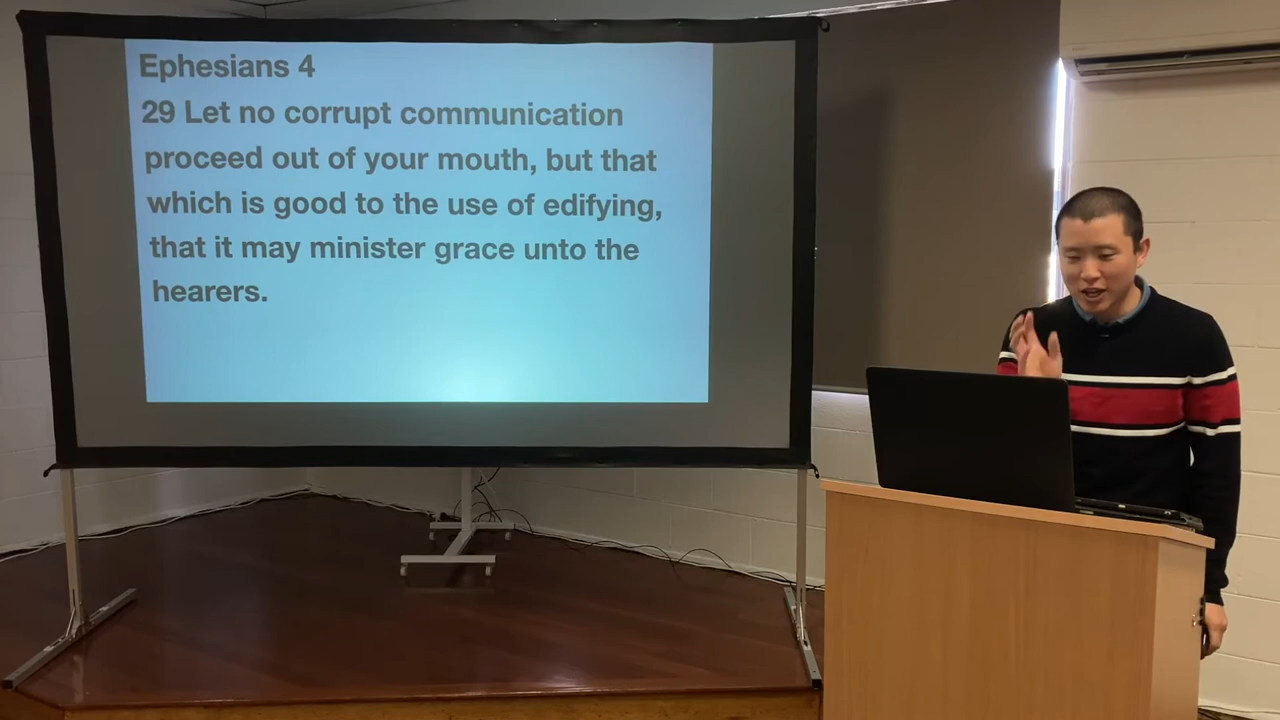 Ephesians 4
29 Let no corrupt communication
proceed out of your mouth, but that
which is good to the use of edifying,
that it may minister grace unto the
hearers.